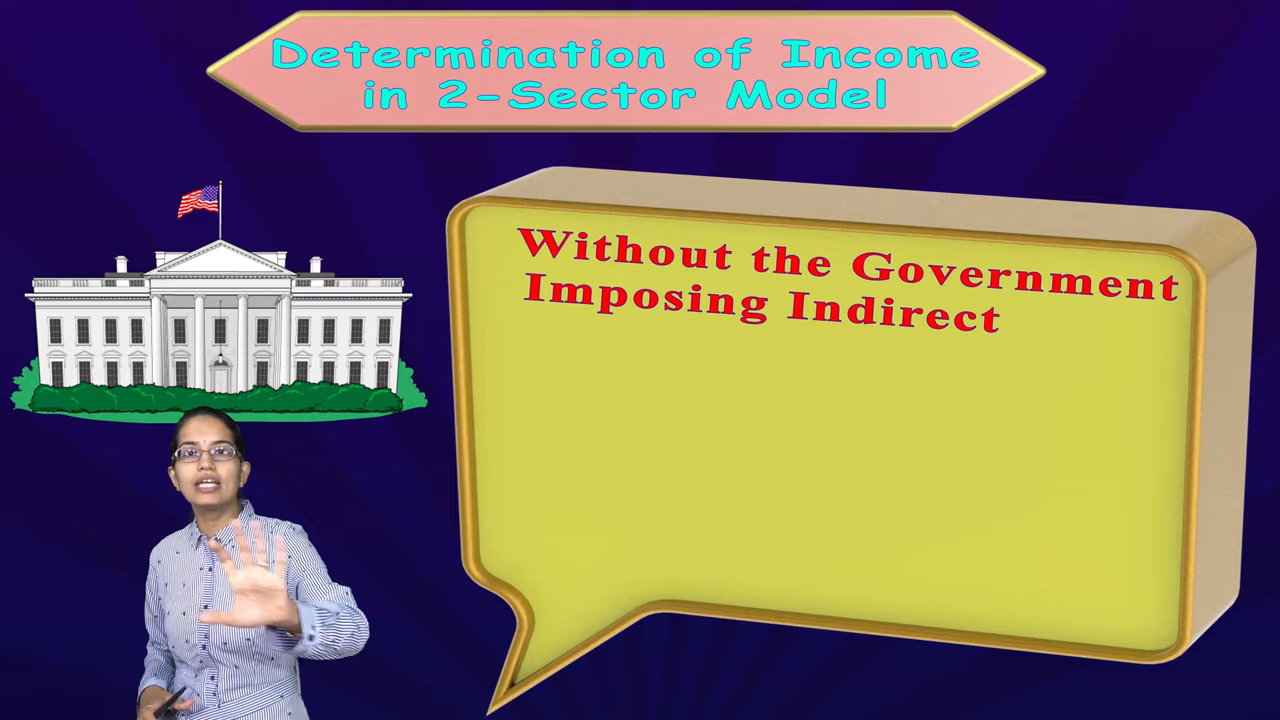 Determination of Income
in 2-Sector Model
Without the Government
Imposing Indirect